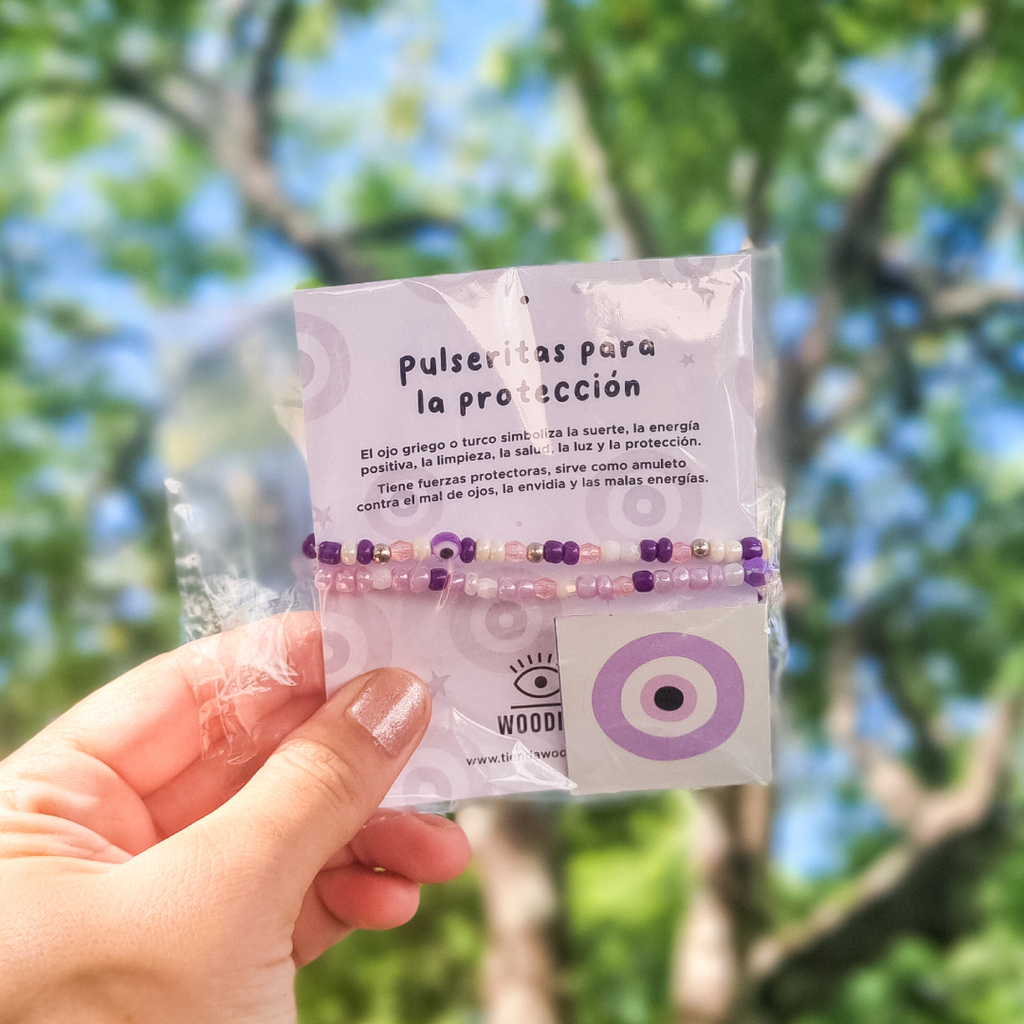 Pulseritas para
la protección
El ojo griego o turco simboliza la suerte, la energía
positiva, la limpieza, la salud, la luz y la protección.
Tiene fuerzas protectoras, sirve como amuleto
contra el mal de ojos, la envidia y las malas energías.